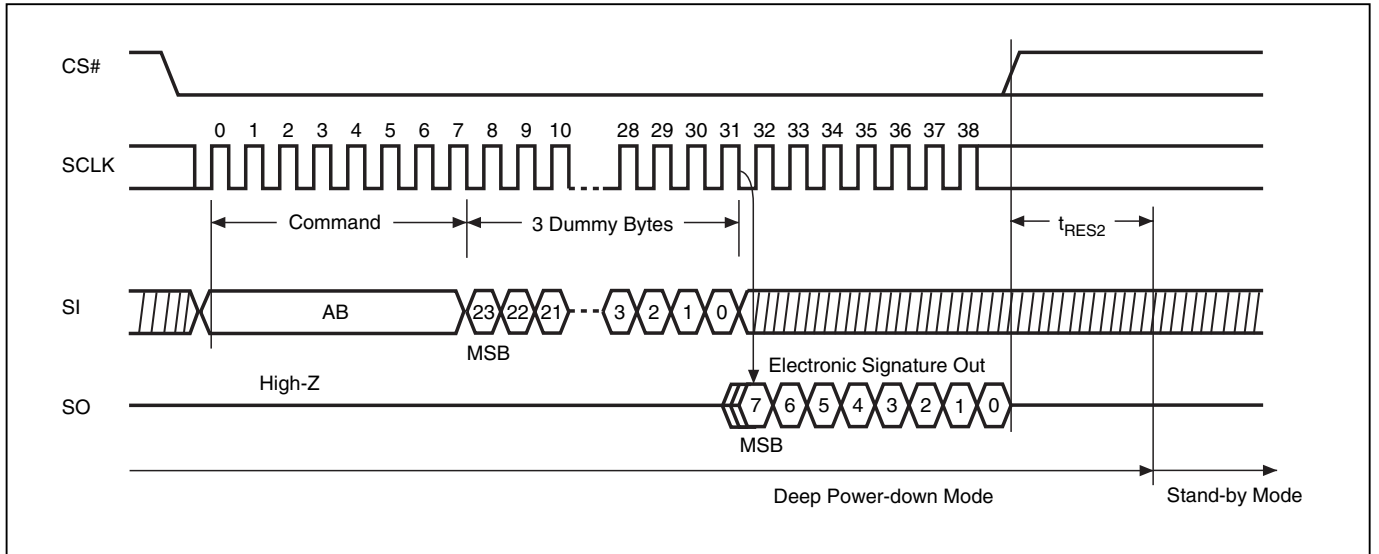 CS#
0 1 2 3 4 5 6 7 8 9 10 28 29 30 31 32 33 34 35 36 37 38
SCLK
Command 3 Dummy Bytes tRES2
SI AB 23 22 21 3 2 1 0
MSB
Electronic Signature Out
High-Z
SO 7 6 5 4 3 2 1 0
MSB
Deep Power-down Mode Stand-by Mode